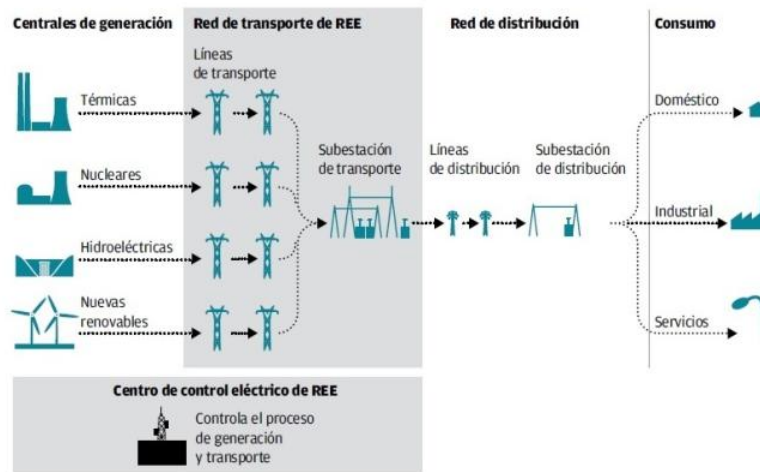 Centrales de generación
Red de transporte de REE
Red de distribución
Consumo
Líneas
de transporte
Térmicas
Nucleares
Hidroeléctricas
Nuevas
renovables
Subestación
de transporte
Líneas
de distribución
Subestación
de distribución
Doméstico
Industrial
Servicios
Centro de control eléctrico de REE
Controla el proceso
de generación
y transporte